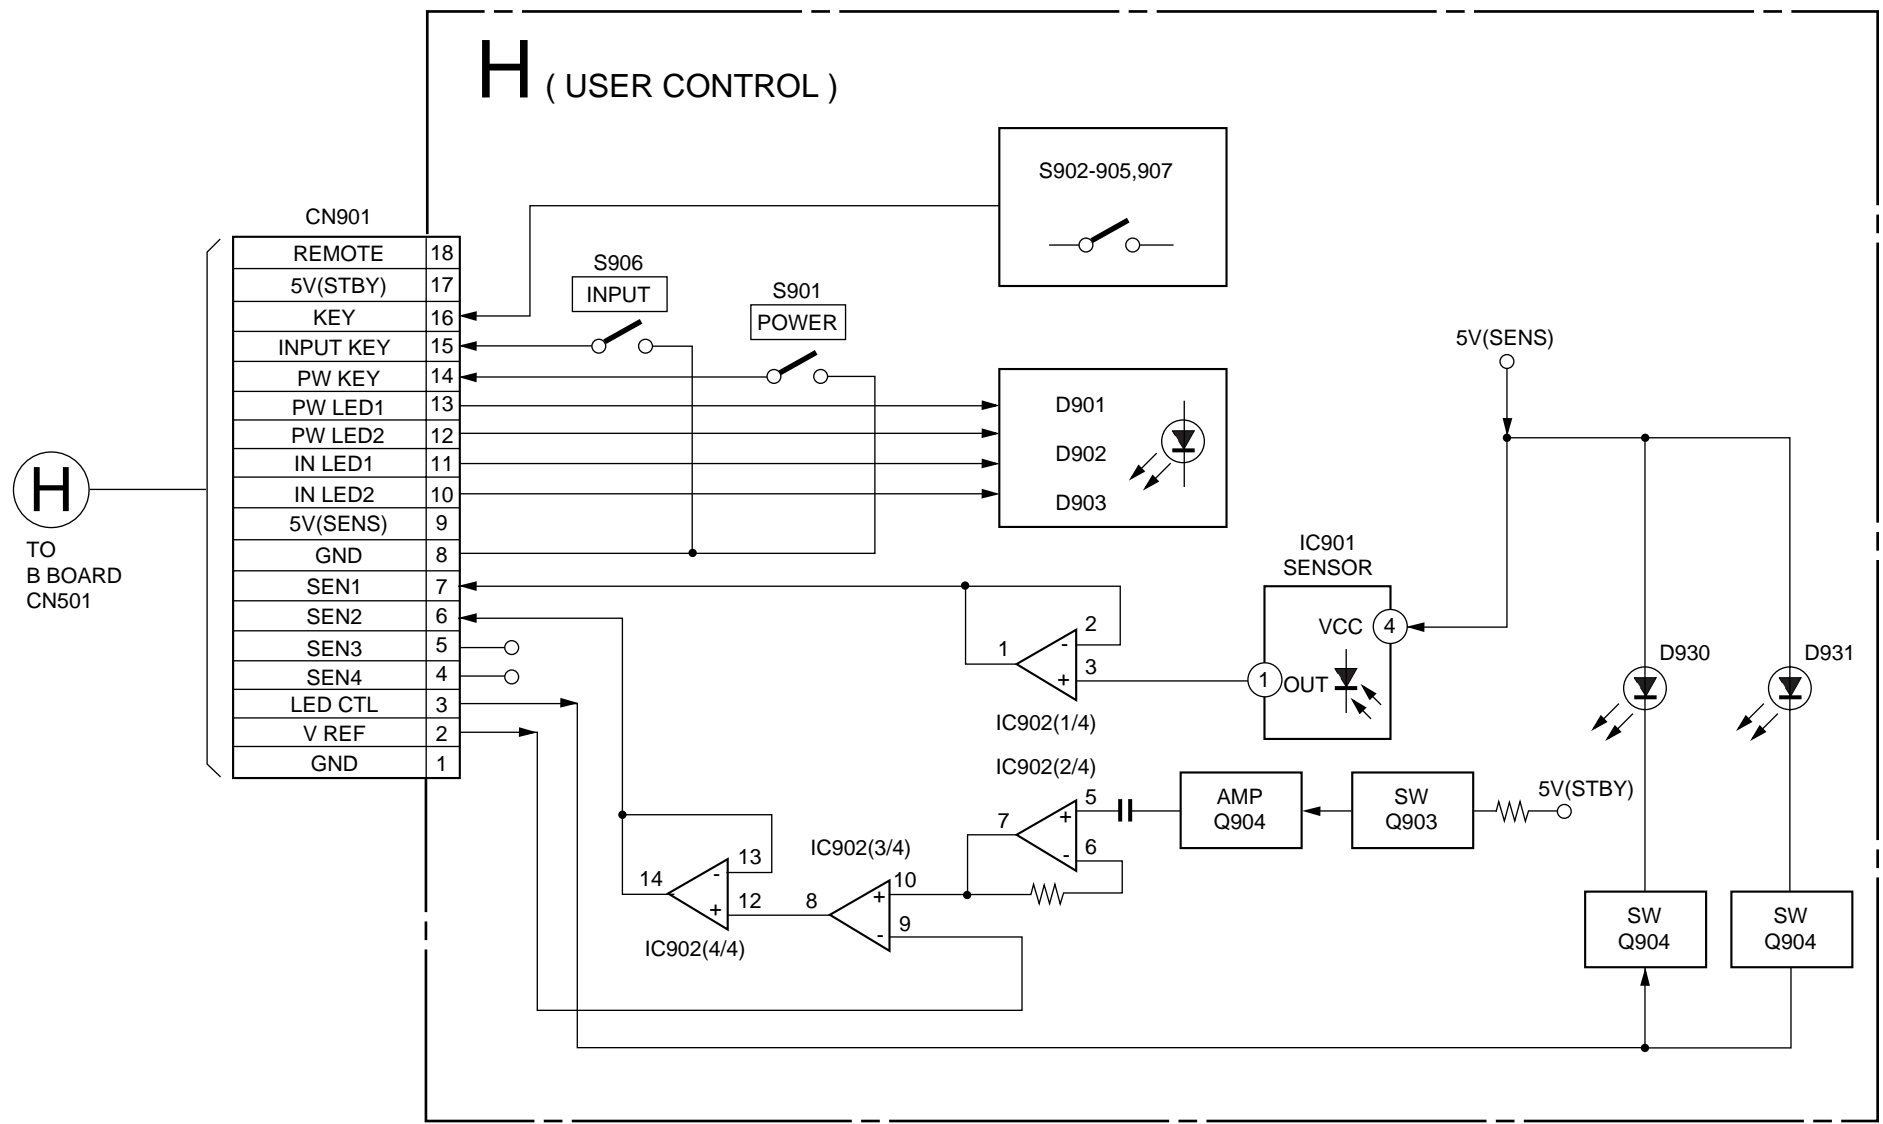 H ( USER CONTROL )
S902-905,907
CN901
REMOTE 18
5V(STBY) 17
KEY 16
INPUT KEY 15
PW KEY 14
PW LED1 13
PW LED2 12
IN LED1 11
IN LED2 10
5V(SENS) 9
GND 8
SEN1 7
SEN2 6
SEN3 5
SEN4 4
LED CTL 3
V REF 2
GND 1
H
TO
B BOARD
CN501
S906
INPUT
S901
POWER
D901
D902
D903
5V(SENS)
IC901
SENSOR
VCC 4
1 OUT
1
2
-
3
+
IC902(1/4)
D930
D931
IC902(2/4)
7
5
+
6
-
AMP
Q904
SW
Q903
5V(STBY)
IC902(3/4)
8
10
+
9
-
14
13
-
12
+
IC902(4/4)
SW
Q904
SW
Q904